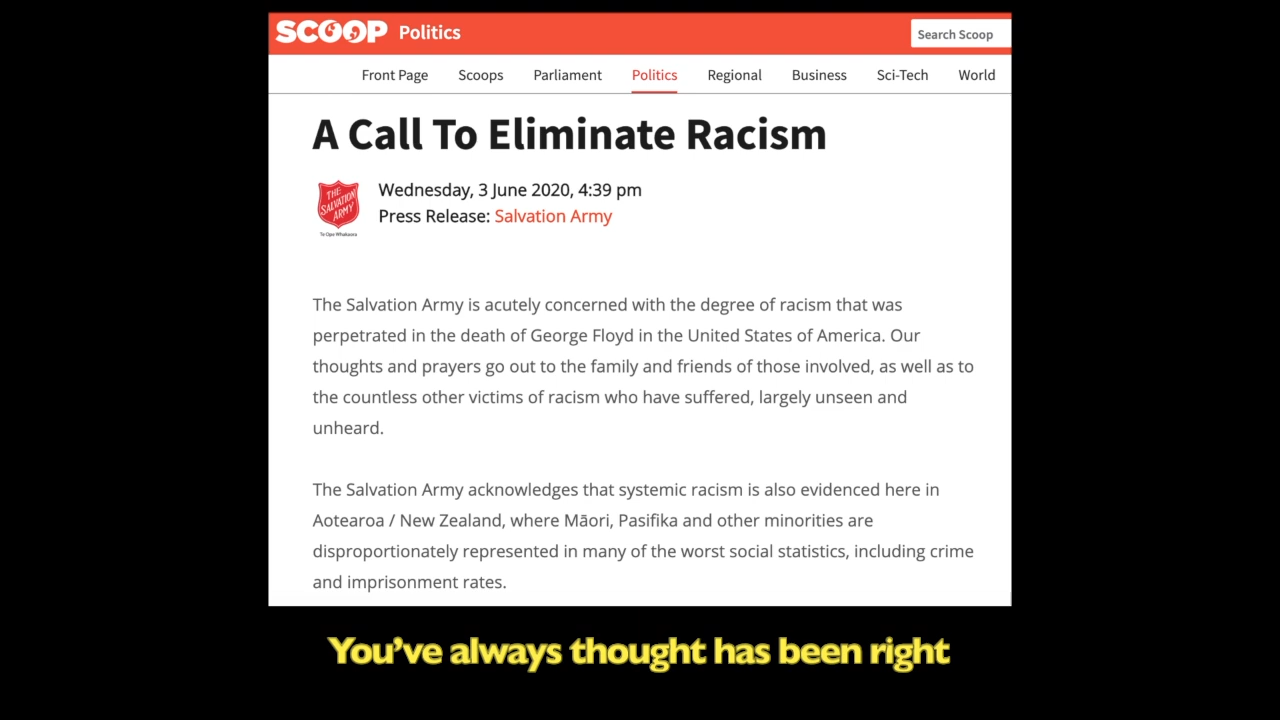 SCOOP Politics Search Scoop
Front Page Scoops Parliament Politics Regional Business Sci-Tech World
A Call To Eliminate Racism
THE SALVATION ARMY
Te Ope Whakaora
Wednesday, 3 June 2020, 4:39 pm
Press Release: Salvation Army
The Salvation Army is acutely concerned with the degree of racism that was
perpetrated in the death of George Floyd in the United States of America. Our
thoughts and prayers go out to the family and friends of those involved, as well as to
the countless other victims of racism who have suffered, largely unseen and
unheard.
The Salvation Army acknowledges that systemic racism is also evidenced here in
Aotearoa / New Zealand, where Māori, Pasifika and other minorities are
disproportionately represented in many of the worst social statistics, including crime
and imprisonment rates.
You’ve always thought has been right